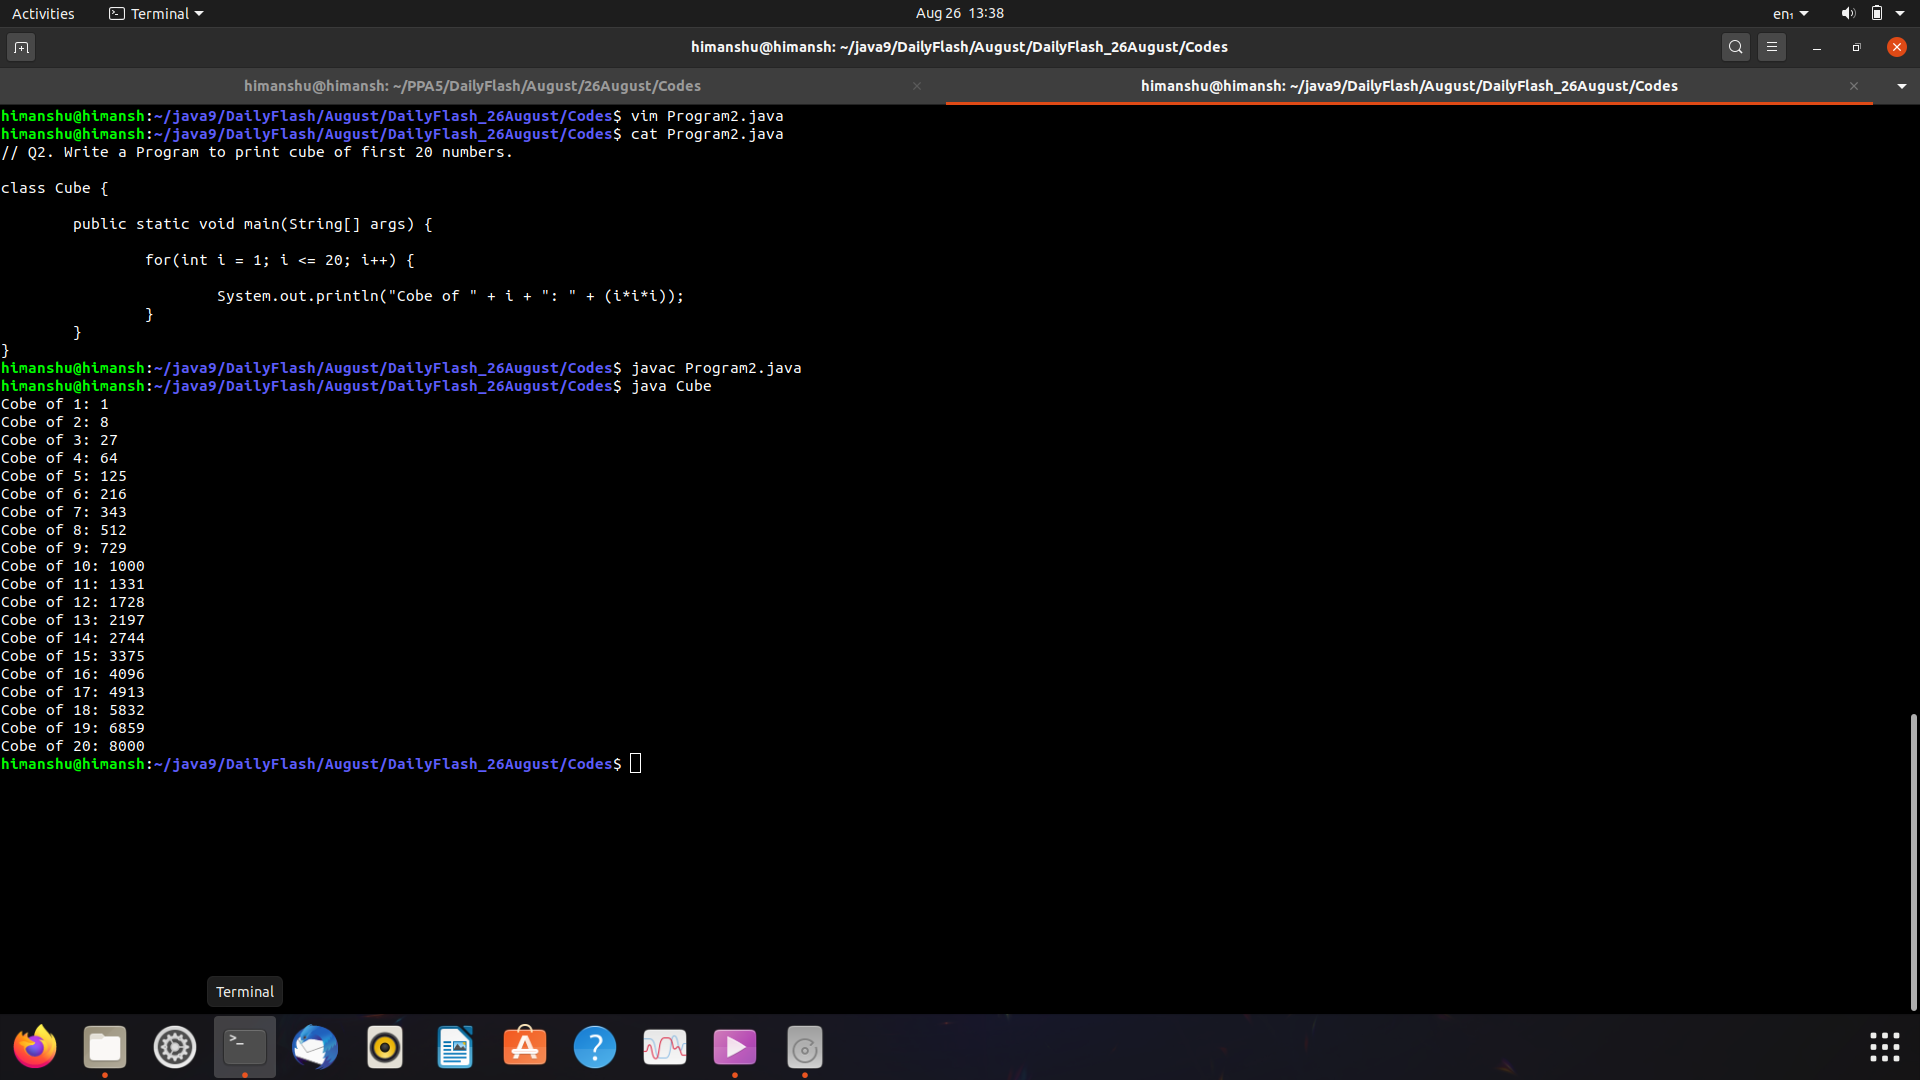 Activities Terminal Aug 26 13:38 en₁
himanshu@himansh: ~/java9/DailyFlash/August/DailyFlash_26August/Codes
himanshu@himansh: ~/PPA5/DailyFlash/August/26August/Codes himanshu@himansh: ~/java9/DailyFlash/August/DailyFlash_26August/Codes
himanshu@himansh:~/java9/DailyFlash/August/DailyFlash_26August/Codes$ vim Program2.java
himanshu@himansh:~/java9/DailyFlash/August/DailyFlash_26August/Codes$ cat Program2.java
// Q2. Write a Program to print cube of first 20 numbers.
class Cube {
public static void main(String[] args) {
for(int i = 1; i <= 20; i++) {
System.out.println("Cobe of " + i + ": " + (i*i*i));
}
}
}
himanshu@himansh:~/java9/DailyFlash/August/DailyFlash_26August/Codes$ javac Program2.java
himanshu@himansh:~/java9/DailyFlash/August/DailyFlash_26August/Codes$ java Cube
Cobe of 1: 1
Cobe of 2: 8
Cobe of 3: 27
Cobe of 4: 64
Cobe of 5: 125
Cobe of 6: 216
Cobe of 7: 343
Cobe of 8: 512
Cobe of 9: 729
Cobe of 10: 1000
Cobe of 11: 1331
Cobe of 12: 1728
Cobe of 13: 2197
Cobe of 14: 2744
Cobe of 15: 3375
Cobe of 16: 4096
Cobe of 17: 4913
Cobe of 18: 5832
Cobe of 19: 6859
Cobe of 20: 8000
himanshu@himansh:~/java9/DailyFlash/August/DailyFlash_26August/Codes$
Terminal